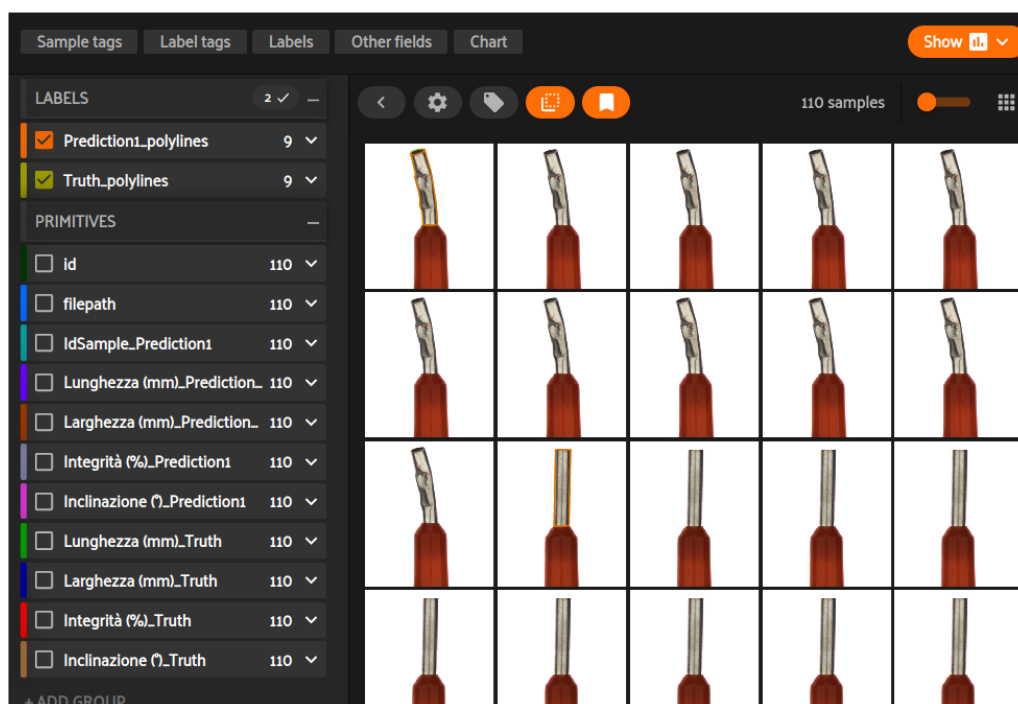 Sample tags Label tags Labels Other fields Chart Show
LABELS 2
110 samples
Prediction1_polylines 9
Truth_polylines 9
PRIMITIVES
id 110
filepath 110
IdSample_Prediction1 110
Lunghezza (mm)_Prediction... 110
Larghezza (mm)_Prediction... 110
Integrità (%)_Prediction1 110
Inclinazione (°)_Prediction1 110
Lunghezza (mm)_Truth 110
Larghezza (mm)_Truth 110
Integrità (%)_Truth 110
Inclinazione (°)_Truth 110
+ ADD GROUP